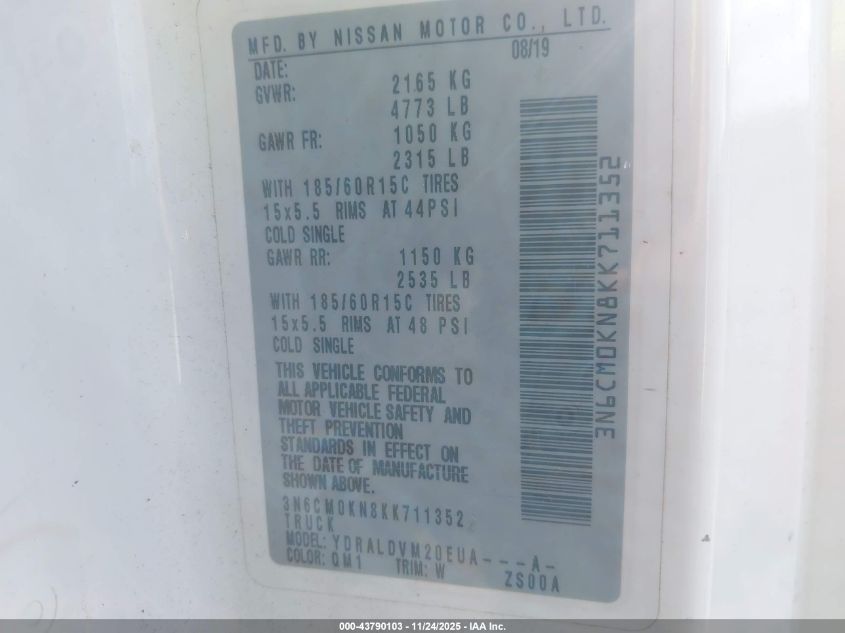 MFD. BY NISSAN MOTOR CO., LTD.
DATE: 08/19
GVWR: 2165 KG
4773 LB
GAWR FR: 1050 KG
2315 LB
WITH 185/60R15C TIRES
15x5.5 RIMS AT 44PSI
COLD SINGLE
GAWR RR: 1150 KG
2535 LB
WITH 185/60R15C TIRES
15x5.5 RIMS AT 48 PSI
COLD SINGLE
THIS VEHICLE CONFORMS TO
ALL APPLICABLE FEDERAL
MOTOR VEHICLE SAFETY AND
THEFT PREVENTION
STANDARDS IN EFFECT ON
THE DATE OF MANUFACTURE
SHOWN ABOVE.
3N6CM0KN8KK711352
TRUCK
MODEL: YDRALDVM20EUA---A-
COLOR: QM1 TRIM: W ZS00A
3N6CM0KN8KK711352
000-43790103 - 11/24/2025 - IAA Inc.